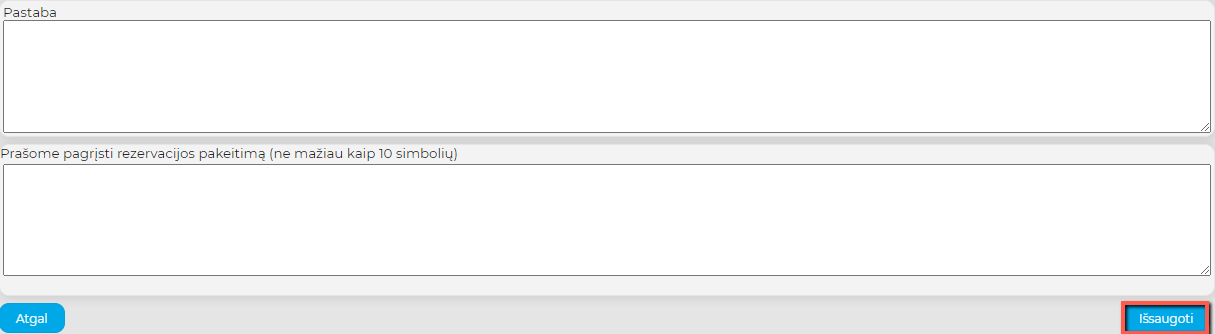 Pastaba
Prašome pagrįsti rezervacijos pakeitimą (ne mažiau kaip 10 simbolių)
Atgal
Išsaugoti